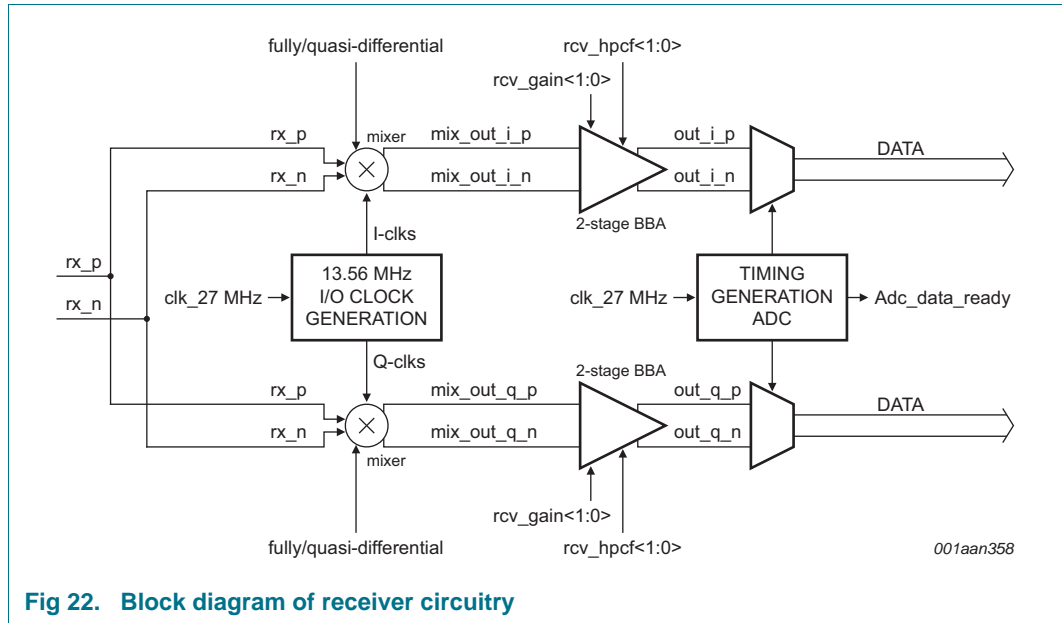 fully/quasi-differential
rcv_hpcf<1:0>
rcv_gain<1:0>
rx_p
mixer
mix_out_i_p
out_i_p
DATA
rx_n
mix_out_i_n
out_i_n
2-stage BBA
I-clks
rx_p
rx_n
clk_27 MHz
13.56 MHz
I/O CLOCK
GENERATION
clk_27 MHz
TIMING
GENERATION
ADC
Adc_data_ready
Q-clks
2-stage BBA
rx_p
mix_out_q_p
out_q_p
DATA
rx_n
mixer
mix_out_q_n
out_q_n
rcv_gain<1:0>
fully/quasi-differential
rcv_hpcf<1:0>
001aan358
Fig 22. Block diagram of receiver circuitry